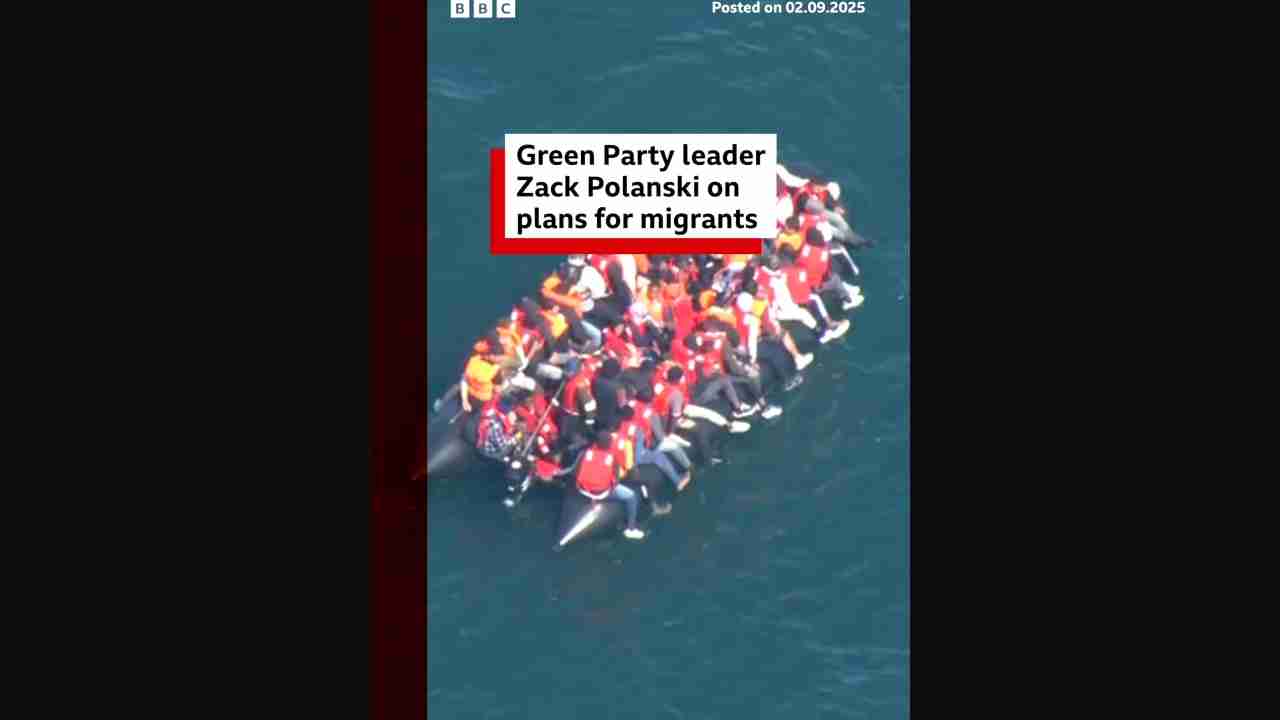 BBC
Posted on 02.09.2025
Green Party leader
Zack Polanski on
plans for migrants